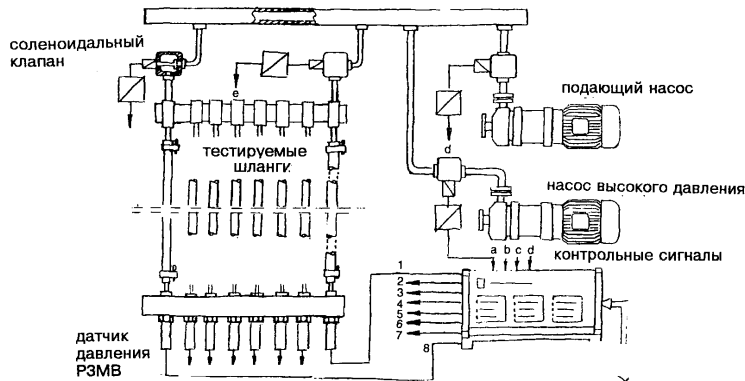 соленоидальный
клапан
e
подающий насос
d
тестируемые
шланги
насос высокого давления
a b c d
контрольные сигналы
1
2
3
4
5
6
7
8
датчик
давления
РЗМВ